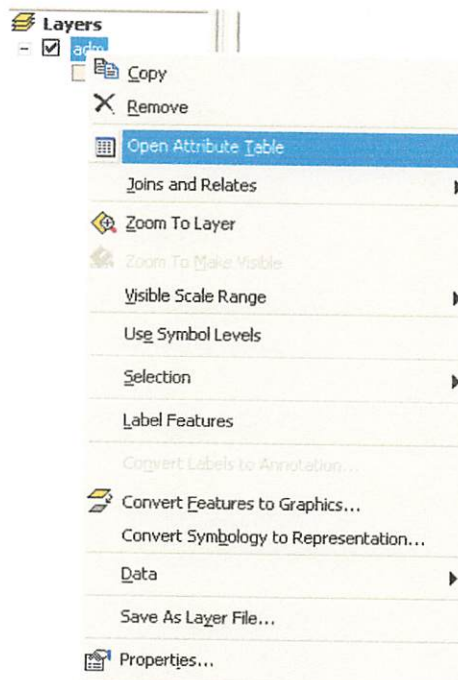 Layers
adm
Copy
Remove
Open Attribute Table
Joins and Relates
Zoom To Layer
Zoom To Make Visible
Visible Scale Range
Use Symbol Levels
Selection
Label Features
Convert Labels to Annotation...
Convert Features to Graphics...
Convert Symbology to Representation...
Data
Save As Layer File...
Properties...